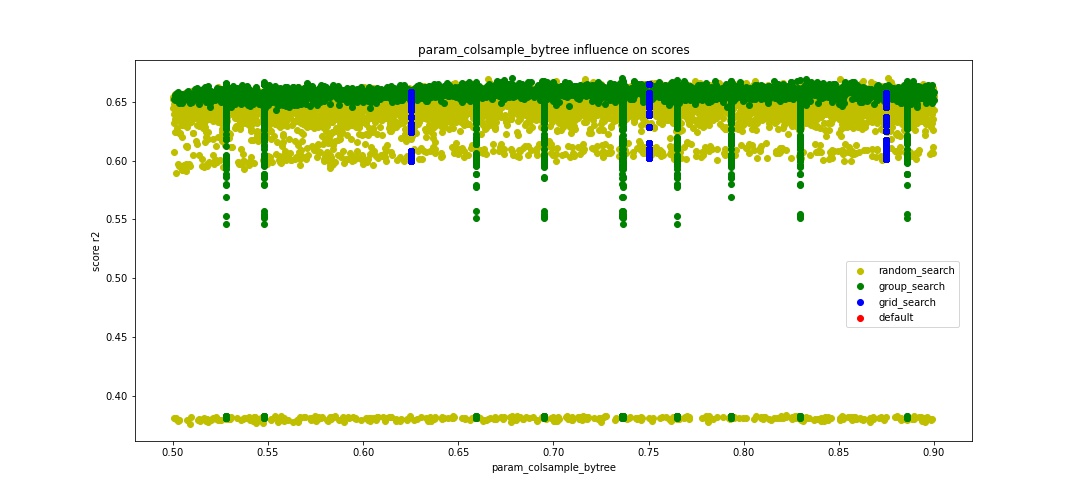 param_colsample_bytree influence on scores
score r2
0.65
0.60
0.55
0.50
0.45
0.40
random_search
group_search
grid_search
default
0.50 0.55 0.60 0.65 0.70 0.75 0.80 0.85 0.90
param_colsample_bytree